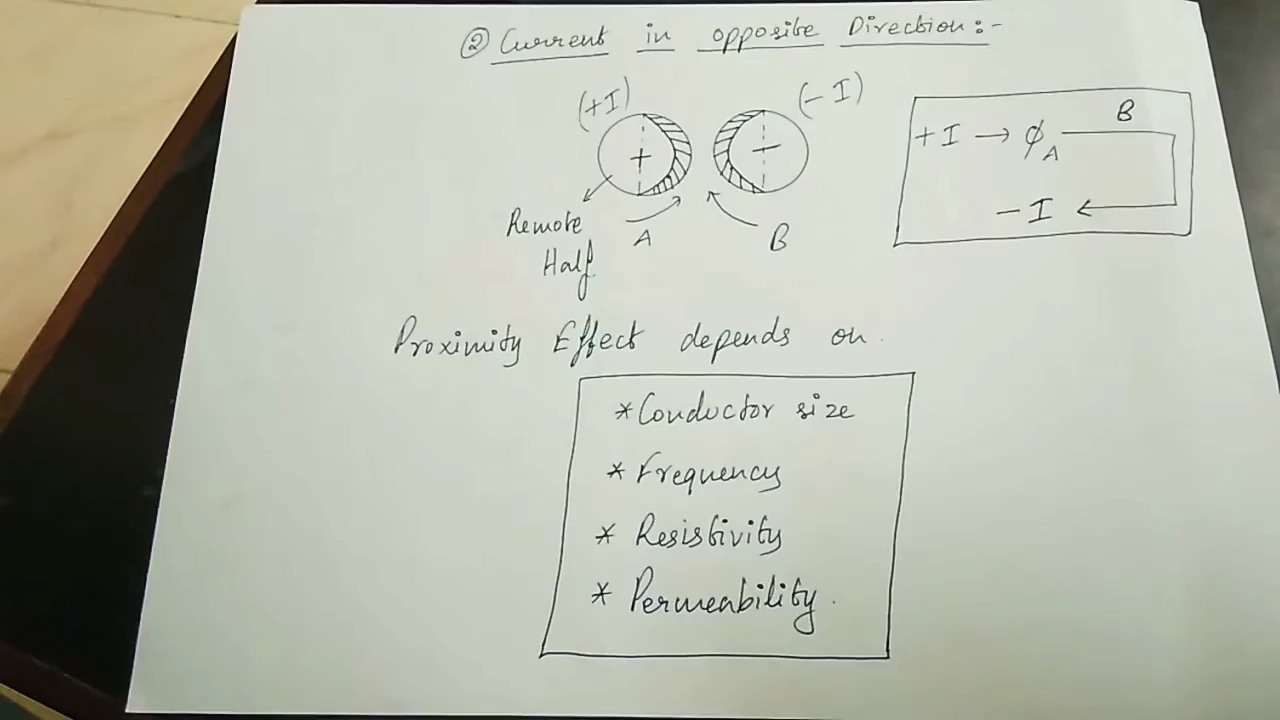 ② Current in opposite Direction:-
(+I) (-I)
+ -
Remote
Half
A B
+I → ϕA B
-I ←
Proximity Effect depends on.
* Conductor size
* Frequency
* Resistivity
* Permeability.